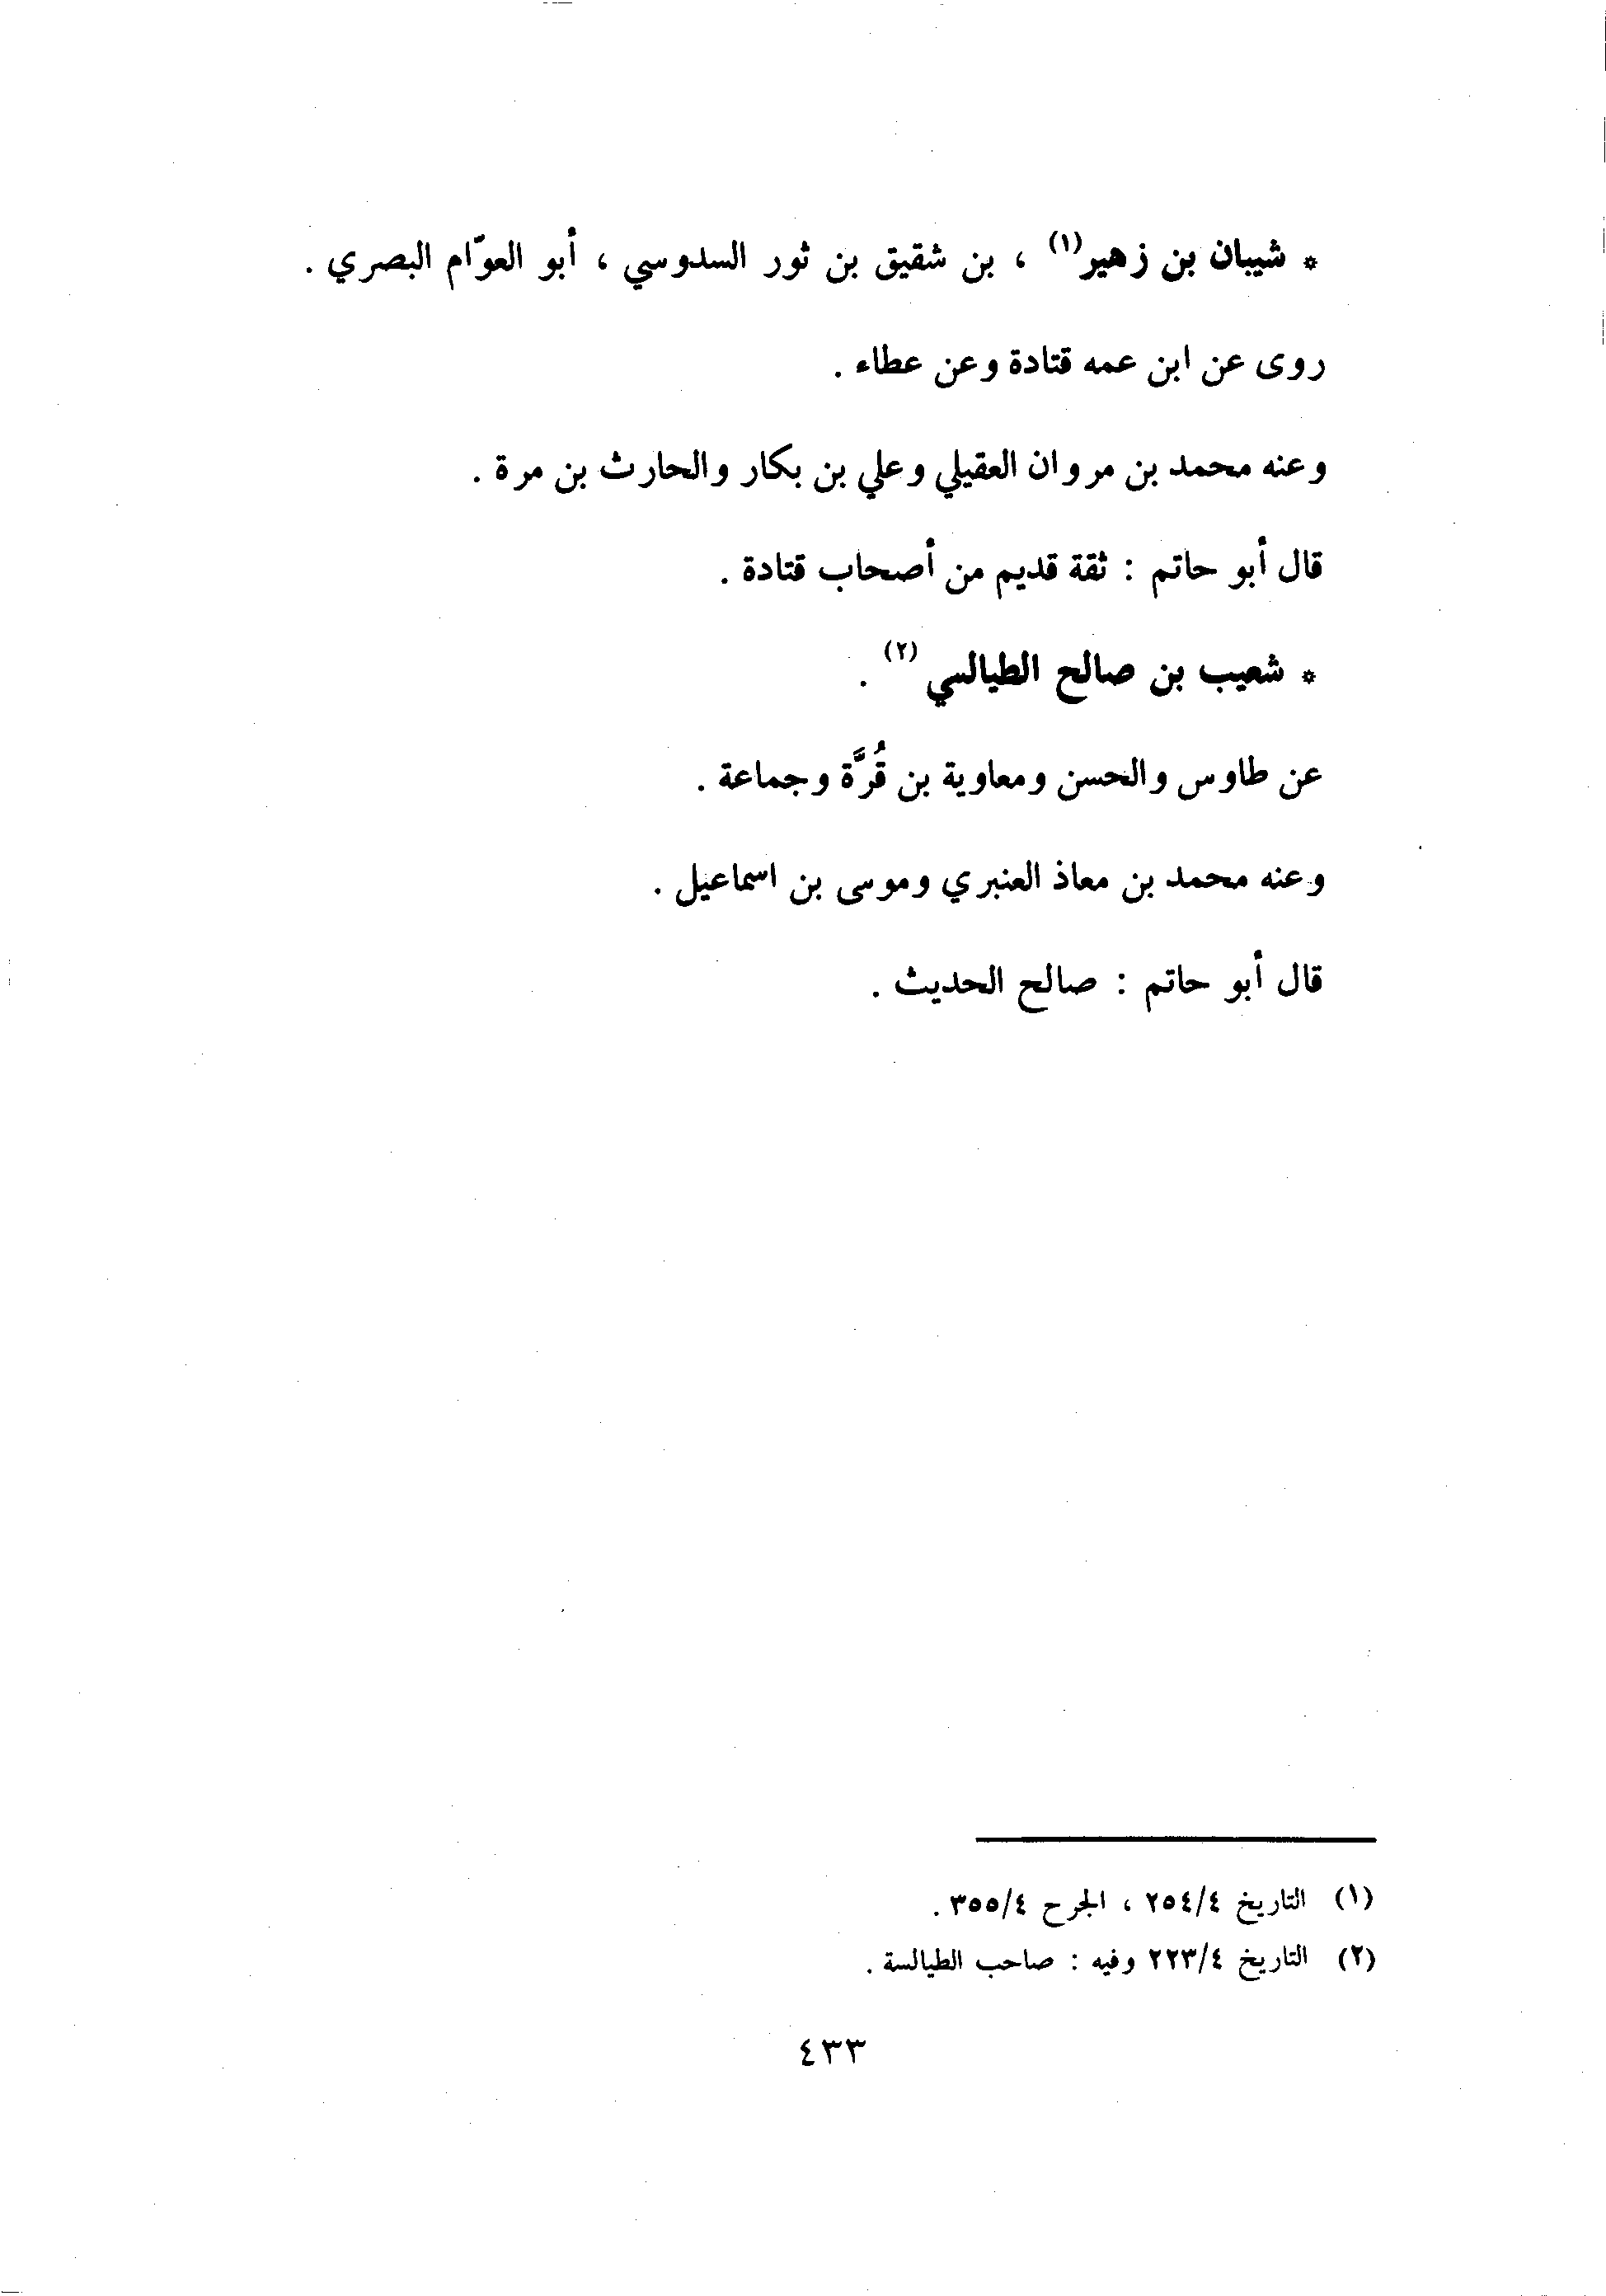 * شيبان بن زهير(١) ، بن شقيق بن ثور السدوسي ، أبو العوّام البصري .
روى عن ابن عمه قتادة وعن عطاء .
وعنه محمد بن مروان العقيلي وعلي بن بكار والحارث بن مرة .
قال أبو حاتم : ثقة قديم من أصحاب قتادة .
* شعيب بن صالح الطيالسي (٢) .
عن طاوس والحسن ومعاوية بن قُرَّة وجماعة .
وعنه محمد بن معاذ العنبري وموسى بن اسماعيل .
قال أبو حاتم : صالح الحديث .
(١) التاريخ ٢٥٤/٤ ، الجرح ٣٥٥/٤ .
(٢) التاريخ ٢٢٣/٤ وفيه : صاحب الطيالسة .
٤٣٣